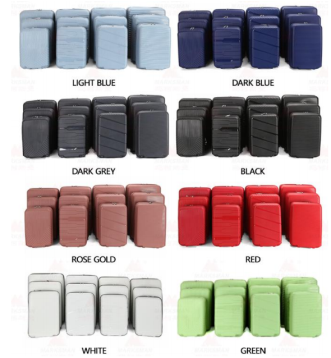 LIGHT BLUE
DARK BLUE
DARK GREY
BLACK
ROSE GOLD
RED
WHITE
GREEN